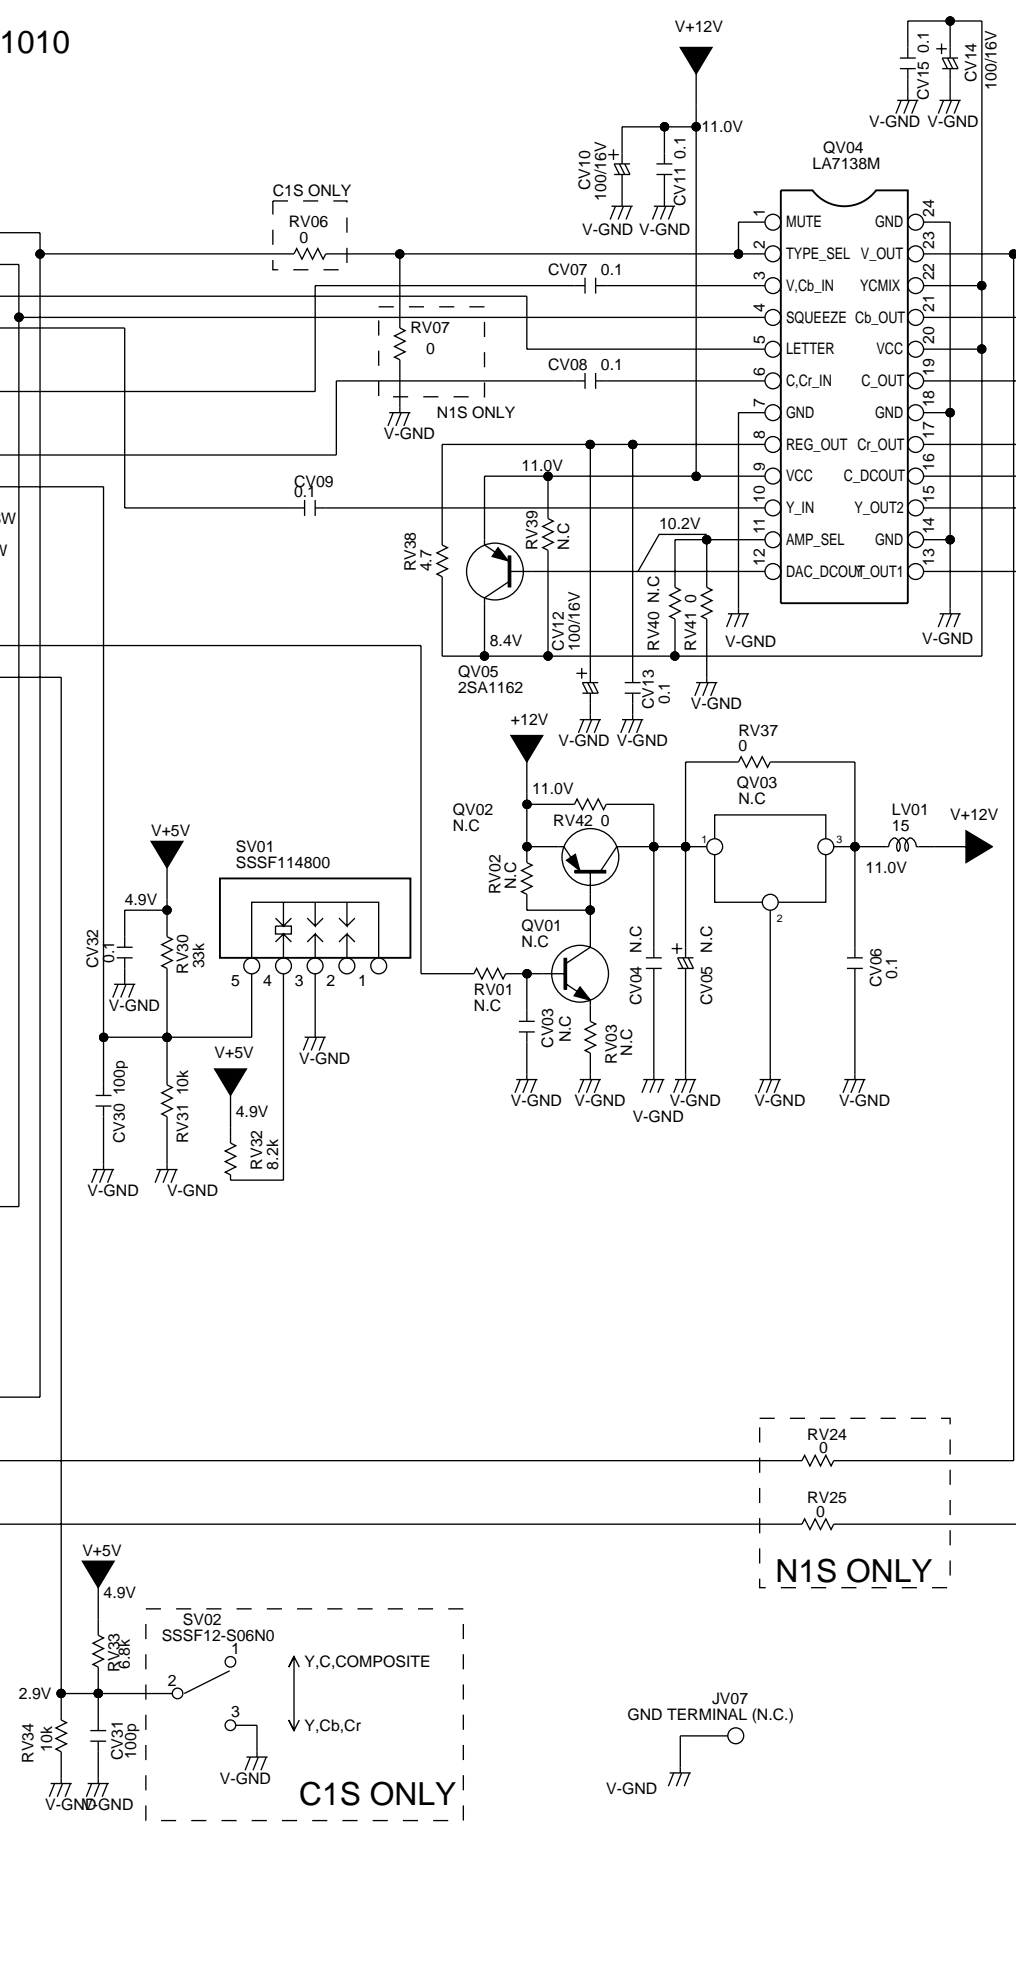 1010
V+12V
11.0V
CV10
100/16V
CV11 0.1
V-GND
V-GND
CV15 0.1
CV14
100/16V
V-GND
V-GND
QV04
LA7138M
C1S ONLY
RV06
0
CV07 0.1
RV07
0
N1S ONLY
V-GND
CV08 0.1
CV09
0.1
1 MUTE
2 TYPE_SEL
3 V,Cb_IN
4 SQUEEZE
5 LETTER
6 C,Cr_IN
7 GND
8 REG_OUT
9 VCC
10 Y_IN
11 AMP_SEL
12 DAC_DCOUT
GND 24
V_OUT 23
YCMIX 22
Cb_OUT 21
VCC 20
C_OUT 19
GND 18
Cr_OUT 17
C_DCOUT 16
Y_OUT2 15
GND 14
Y_OUT1 13
W
W
11.0V
RV39
N.C
RV38
4.7
10.2V
CV12
100/16V
RV40 N.C
RV41 0
V-GND
V-GND
8.4V
QV05
2SA1162
CV13
0.1
V-GND
V-GND
V-GND
+12V
11.0V
QV02
N.C
RV42 0
RV02
N.C
QV01
N.C
RV01
N.C
CV03
N.C
RV03
N.C
CV04 N.C
CV05 N.C
RV37
0
QV03
N.C
1
3
2
LV01
15
V+12V
11.0V
CV06
0.1
V-GND
V-GND
V-GND
V-GND
V-GND
V-GND
V+5V
4.9V
CV32
0.1
V-GND
RV30
33k
SV01
SSSF114800
5 4 3 2 1
V-GND
V+5V
4.9V
RV32
8.2k
CV30 100p
RV31 10k
V-GND
V-GND
RV24
0
RV25
0
N1S ONLY
V+5V
4.9V
RV33
6.8k
2.9V
RV34
10k
CV31
100p
V-GND
V-GND
SV02
SSSF12-S06N0
1
2
3
Y,C,COMPOSITE
Y,Cb,Cr
V-GND
C1S ONLY
JV07
GND TERMINAL (N.C.)
V-GND